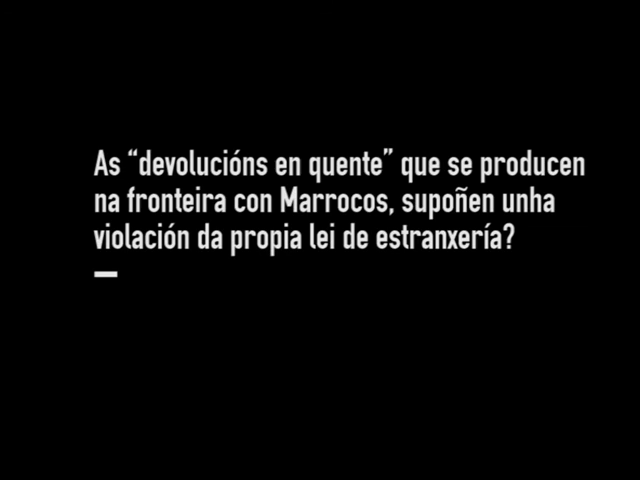 As “devolucións en quente” que se producen
na fronteira con Marrocos, supoñen unha
violación da propia lei de estranxería?